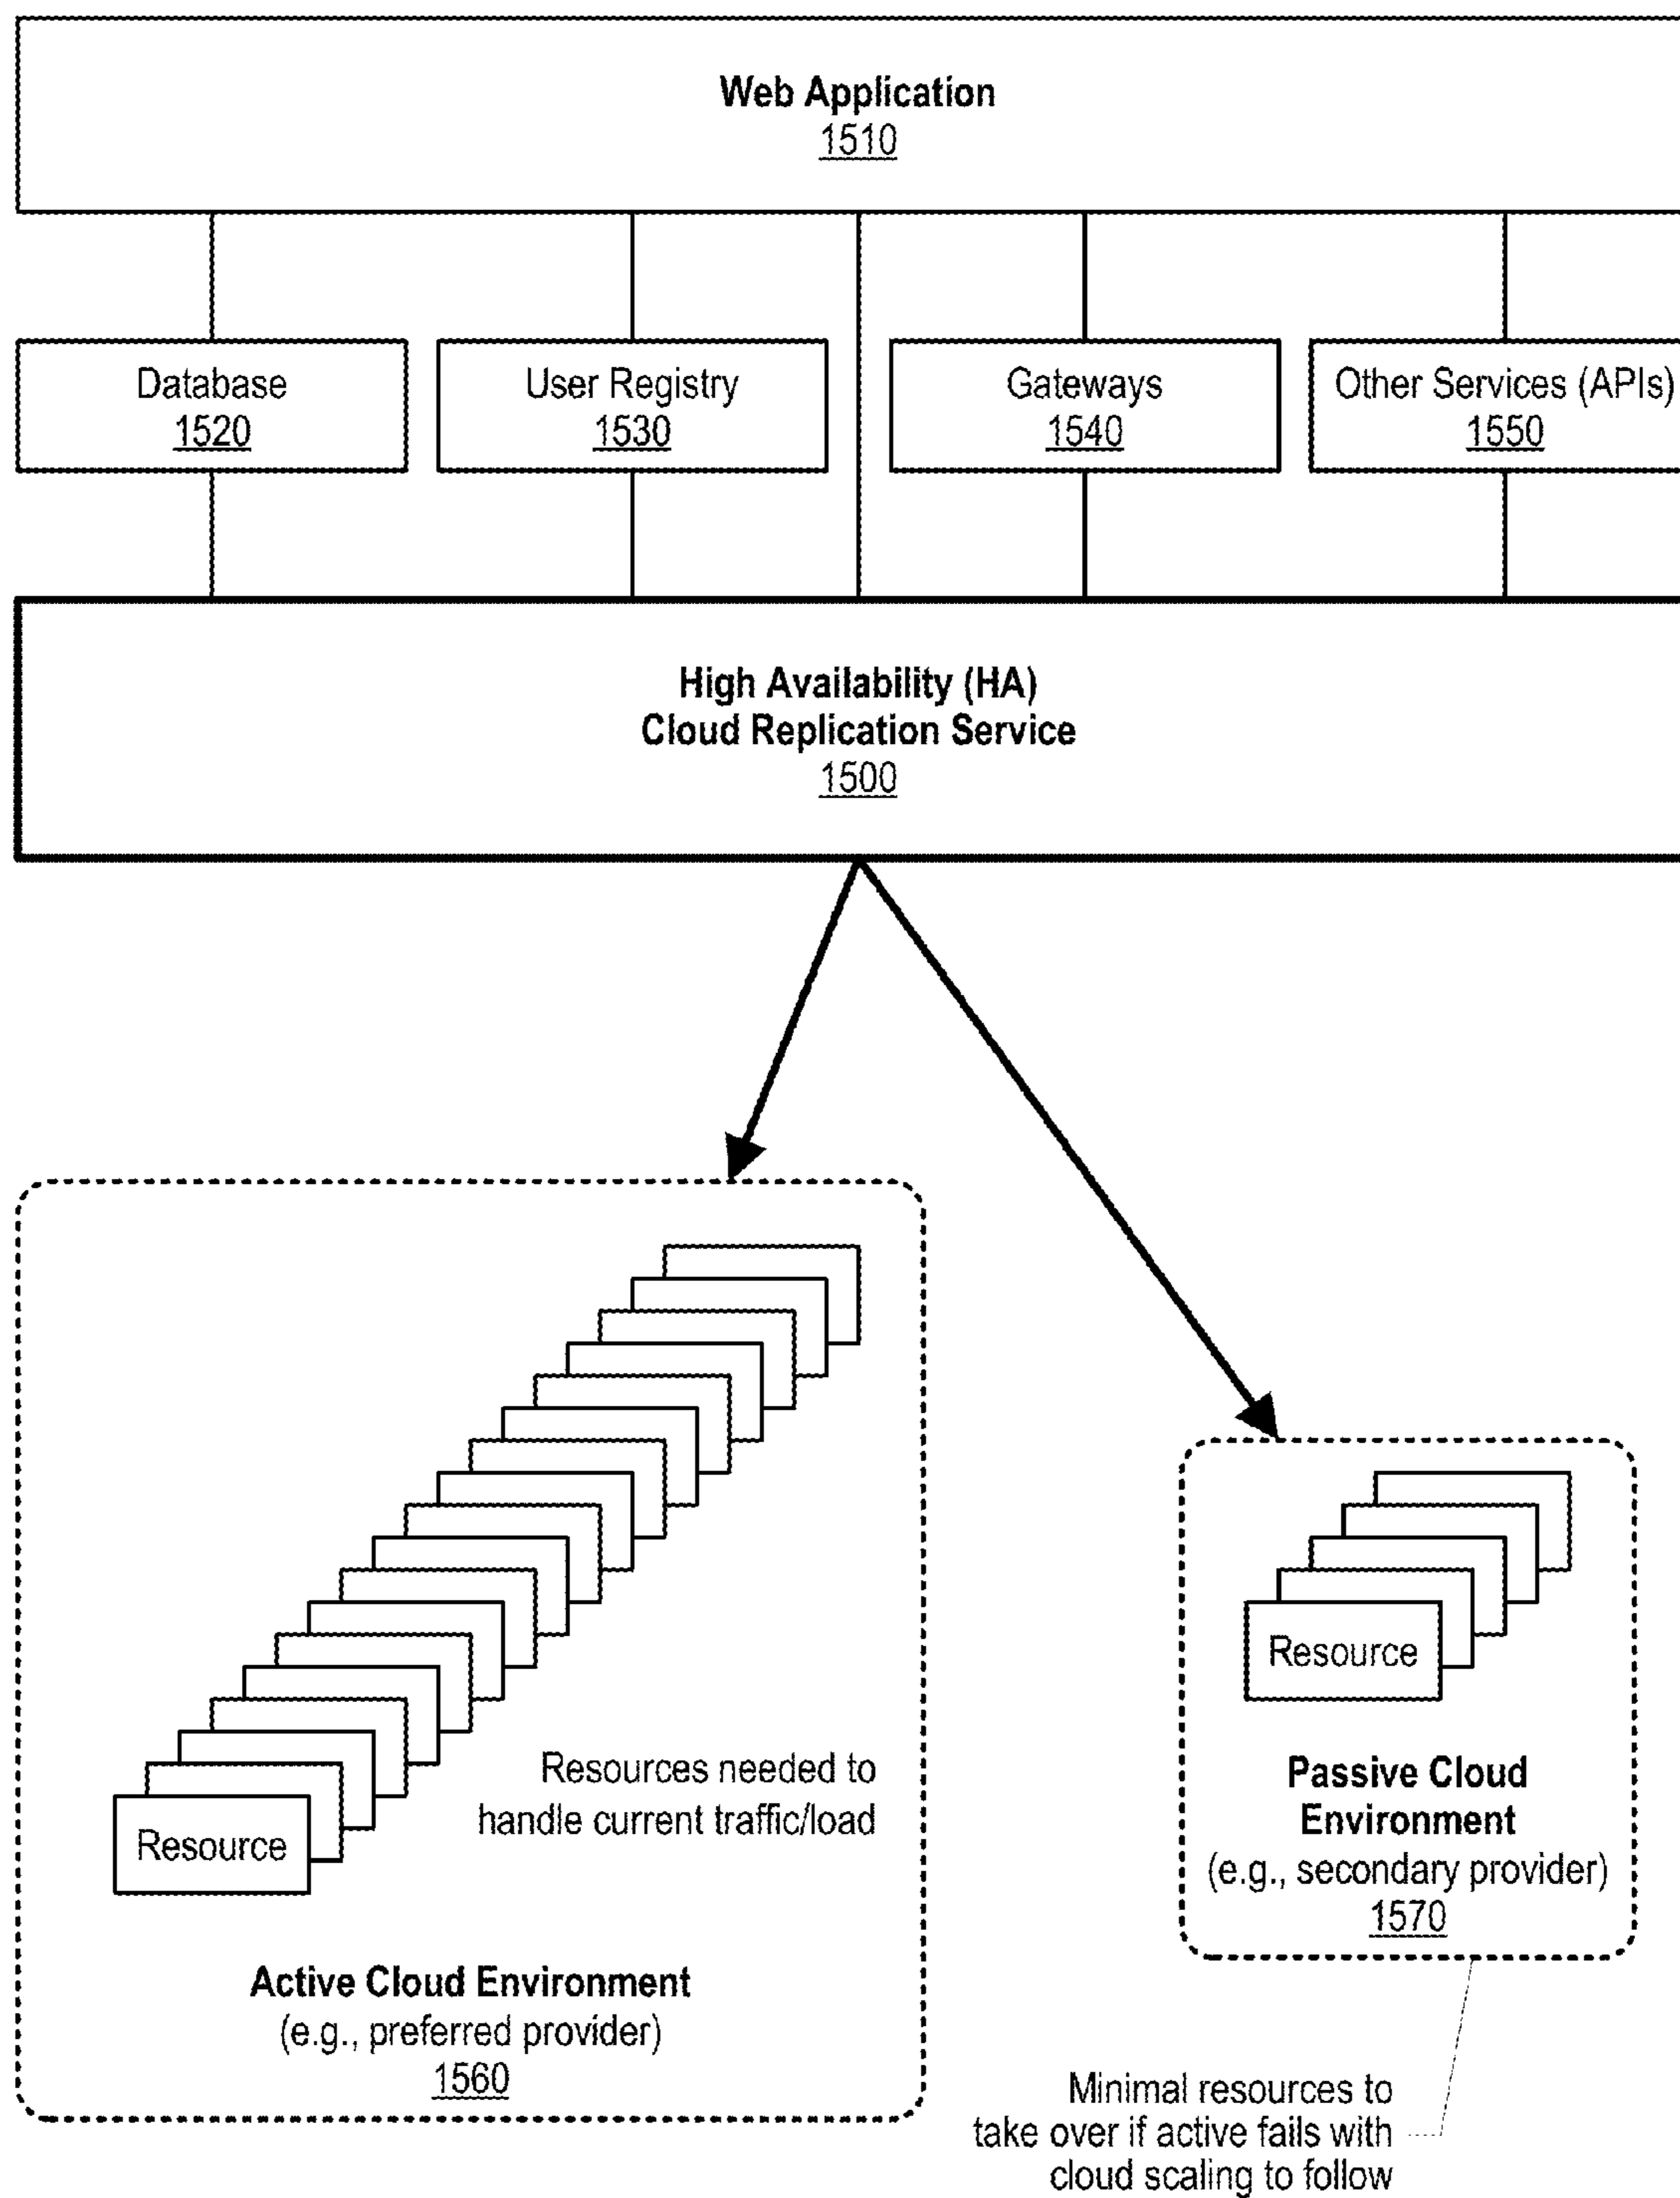 Web Application
1510
Database
1520
User Registry
1530
Gateways
1540
Other Services (APIs)
1550
High Availability (HA)
Cloud Replication Service
1500
Resource
Resources needed to
handle current traffic/load
Active Cloud Environment
(e.g., preferred provider)
1560
Resource
Passive Cloud
Environment
(e.g., secondary provider)
1570
Minimal resources to
take over if active fails with
cloud scaling to follow